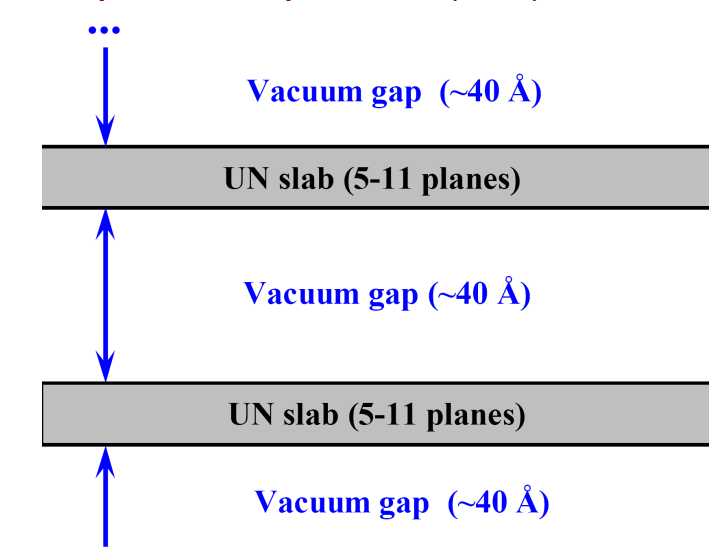 ...
Vacuum gap (~40 Å)
UN slab (5-11 planes)
Vacuum gap (~40 Å)
UN slab (5-11 planes)
Vacuum gap (~40 Å)